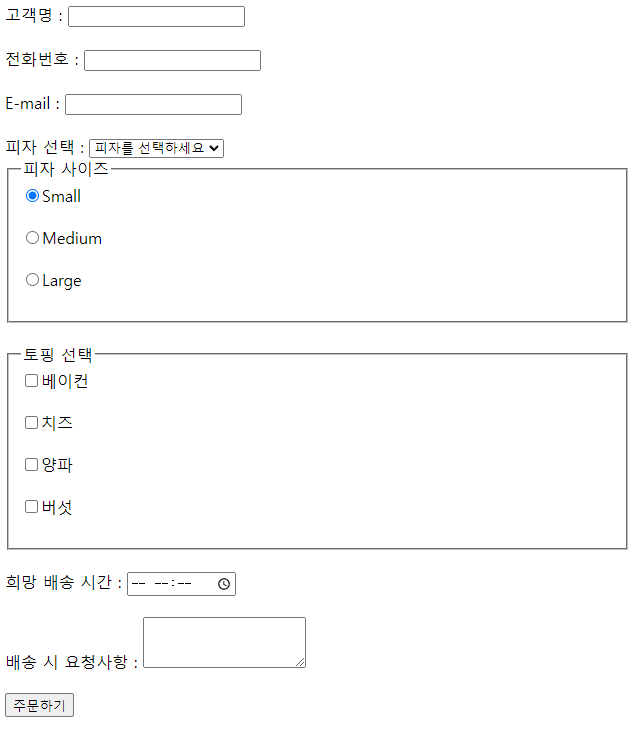 고객명 :
전화번호 :
E-mail :
피자 선택 : 피자를 선택하세요
피자 사이즈
Small
Medium
Large
토핑 선택
베이컨
치즈
양파
버섯
희망 배송 시간 : -- --:--
배송 시 요청사항 :
주문하기